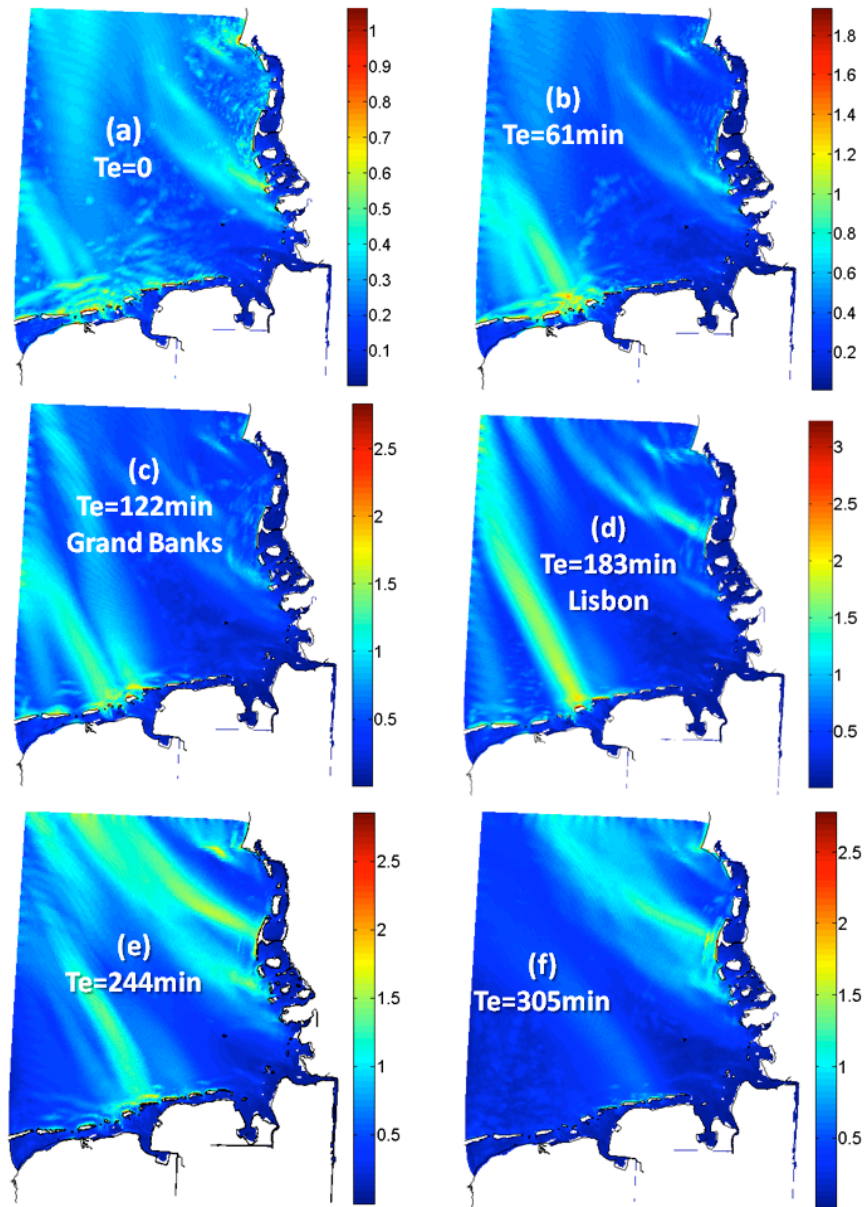 (a)
Te=0
1
0.9
0.8
0.7
0.6
0.5
0.4
0.3
0.2
0.1
(b)
Te=61min
1.8
1.6
1.4
1.2
1
0.8
0.6
0.4
0.2
(c)
Te=122min
Grand Banks
2.5
2
1.5
1
0.5
(d)
Te=183min
Lisbon
3
2.5
2
1.5
1
0.5
(e)
Te=244min
2.5
2
1.5
1
0.5
(f)
Te=305min
2.5
2
1.5
1
0.5